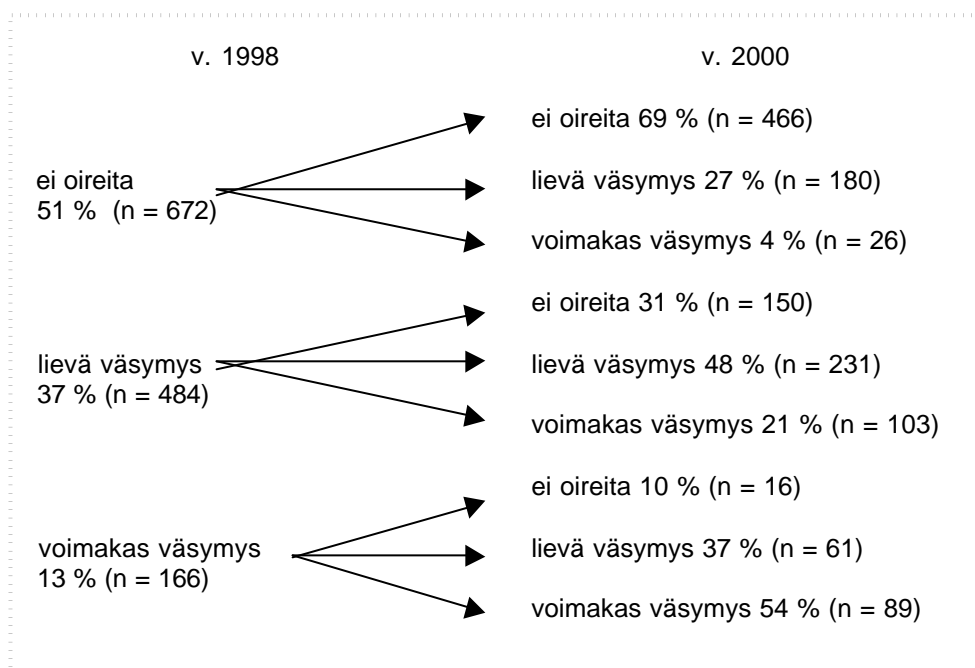 v. 1998
v. 2000
ei oireita
51 % (n = 672)
ei oireita 69 % (n = 466)
lievä väsymys 27 % (n = 180)
voimakas väsymys 4 % (n = 26)
lievä väsymys
37 % (n = 484)
ei oireita 31 % (n = 150)
lievä väsymys 48 % (n = 231)
voimakas väsymys 21 % (n = 103)
voimakas väsymys
13 % (n = 166)
ei oireita 10 % (n = 16)
lievä väsymys 37 % (n = 61)
voimakas väsymys 54 % (n = 89)